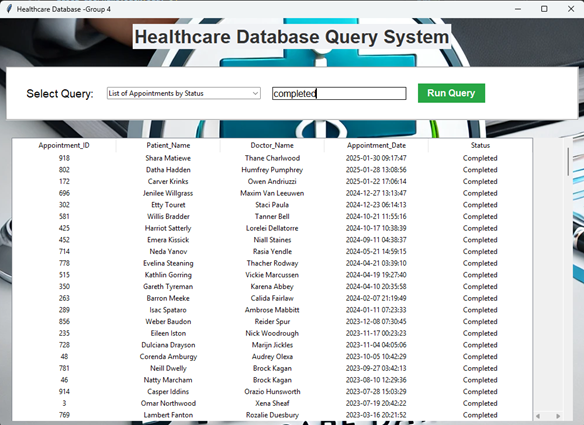 Healthcare Database -Group 4
Healthcare Database Query System
Select Query: List of Appointments by Status completed Run Query
Appointment_ID Patient_Name Doctor_Name Appointment_Date Status
918 Shara Matiewe Thane Charlwood 2025-01-30 09:17:47 Completed
802 Datha Hadden Humfrey Pumphrey 2025-01-28 13:08:56 Completed
172 Carver Krinks Owen Andriuzzi 2025-01-22 17:06:14 Completed
696 Jenilee Willgrass Maxim Van Leeuwen 2024-12-27 13:13:47 Completed
302 Etty Touret Staci Paula 2024-12-23 06:14:13 Completed
581 Willis Bradder Tanner Bell 2024-10-21 11:55:16 Completed
425 Harriot Satterly Lorelei Dellatorre 2024-10-17 10:38:39 Completed
452 Emera Kissick Niall Staines 2024-09-11 04:38:37 Completed
714 Neda Yanov Rasia Yendle 2024-05-21 14:59:15 Completed
778 Evelina Steaning Thacher Rodway 2024-04-21 03:39:10 Completed
515 Kathlin Gorring Vickie Marcussen 2024-04-19 19:27:40 Completed
350 Gareth Tyreman Karena Abbey 2024-04-10 20:35:58 Completed
263 Barron Meeke Calida Fairlaw 2024-02-07 21:19:49 Completed
289 Isac Spataro Ambrose Mabbitt 2024-01-11 07:23:33 Completed
856 Weber Baudon Reider Spur 2023-12-08 07:30:45 Completed
235 Eileen Iston Nick Woodrough 2023-11-17 00:23:23 Completed
728 Dulciana Drayson Marijn Jickles 2023-11-04 04:05:06 Completed
48 Corenda Amburgy Audrey Olexa 2023-10-05 10:42:29 Completed
781 Neill Dwelly Brock Kagan 2023-09-27 03:42:13 Completed
46 Natty Marcham Brock Kagan 2023-08-10 12:29:36 Completed
914 Casper Iddins Orazio Hunsworth 2023-07-28 15:03:29 Completed
3 Omar Northwood Xena Sheaf 2023-07-19 20:42:22 Completed
769 Lambert Fanton Rozalie Duesbury 2023-03-16 20:21:52 Completed